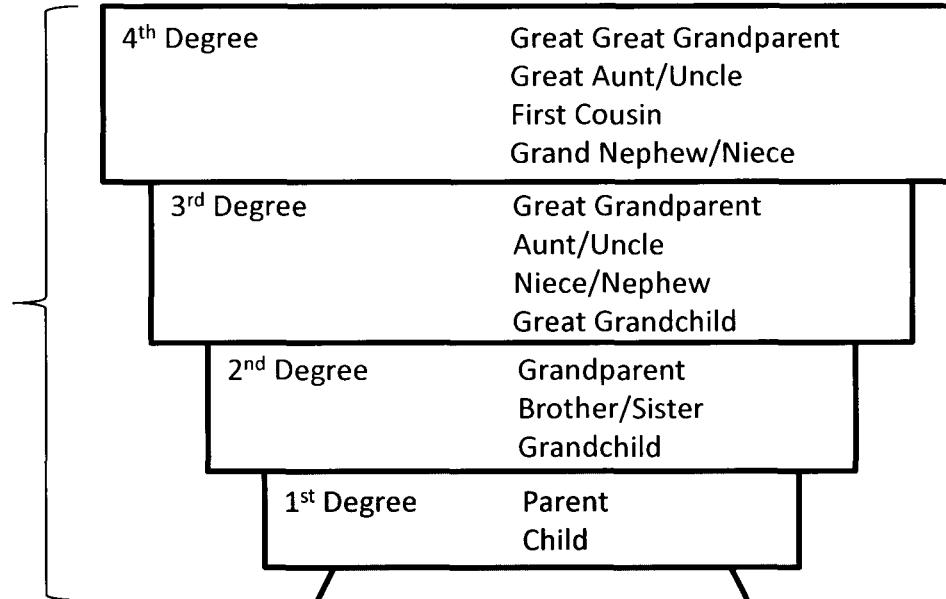 4th Degree Great Great Grandparent
Great Aunt/Uncle
First Cousin
Grand Nephew/Niece
3rd Degree Great Grandparent
Aunt/Uncle
Niece/Nephew
Great Grandchild
2nd Degree Grandparent
Brother/Sister
Grandchild
1st Degree Parent
Child